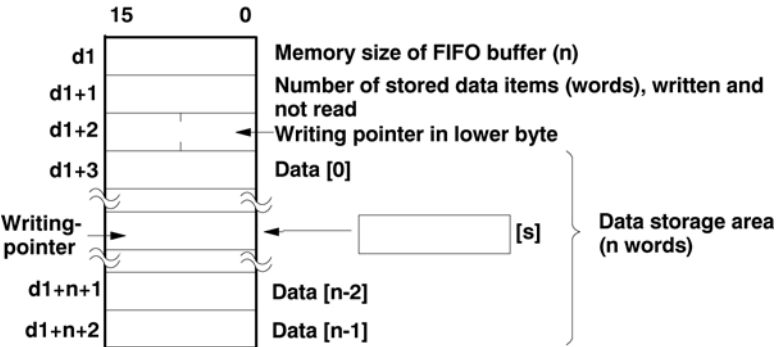 15 0
d1 Memory size of FIFO buffer (n)
d1+1 Number of stored data items (words), written and
not read
d1+2 Writing pointer in lower byte
d1+3 Data [0]
Writing-
pointer
[s]
Data storage area
(n words)
d1+n+1 Data [n-2]
d1+n+2 Data [n-1]